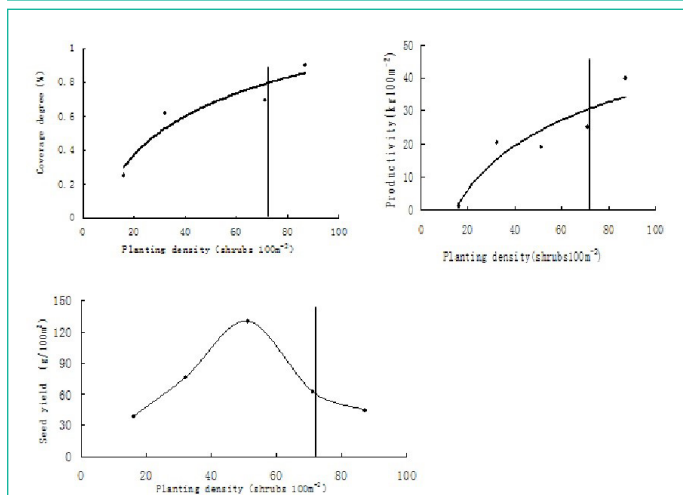 Coverage degree (%)
1
0.8
0.6
0.4
0.2
0
0 20 40 60 80 100
Planting density (shrubs 100m⁻²)
Productivity(kg100m⁻²)
50
40
30
20
10
0
0 20 40 60 80 100
Planting density(shrubs100m⁻²)
Seed yield (g/100m²)
150
120
90
60
30
0
0 20 40 60 80 100
Planting density (shrubs 100m⁻²)